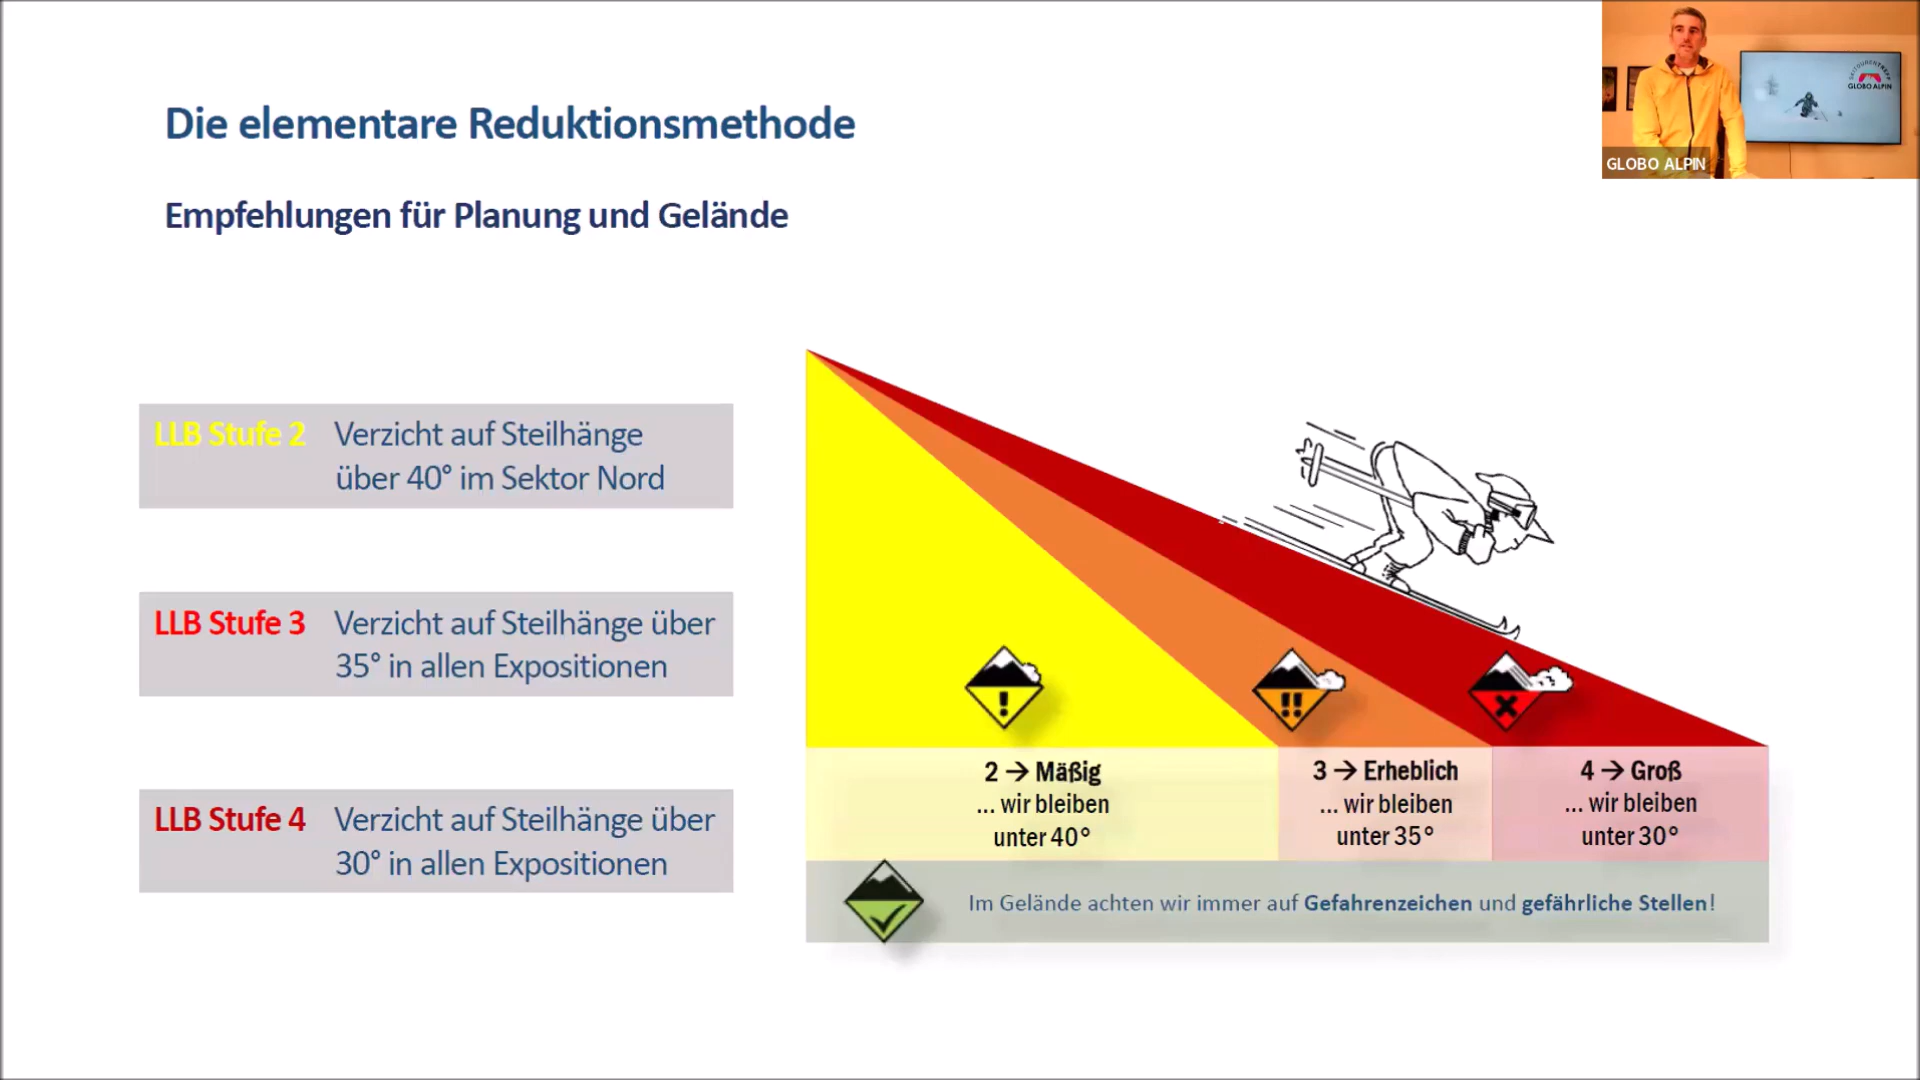 Die elementare Reduktionsmethode
Empfehlungen für Planung und Gelände
SKITOURENTREFF
GLOBO ALPIN
GLOBO ALPIN
LLB Stufe 2 Verzicht auf Steilhänge
über 40° im Sektor Nord
LLB Stufe 3 Verzicht auf Steilhänge über
35° in allen Expositionen
LLB Stufe 4 Verzicht auf Steilhänge über
30° in allen Expositionen
2 → Mäßig
... wir bleiben
unter 40°
3 → Erheblich
... wir bleiben
unter 35°
4 → Groß
... wir bleiben
unter 30°
Im Gelände achten wir immer auf Gefahrenzeichen und gefährliche Stellen!